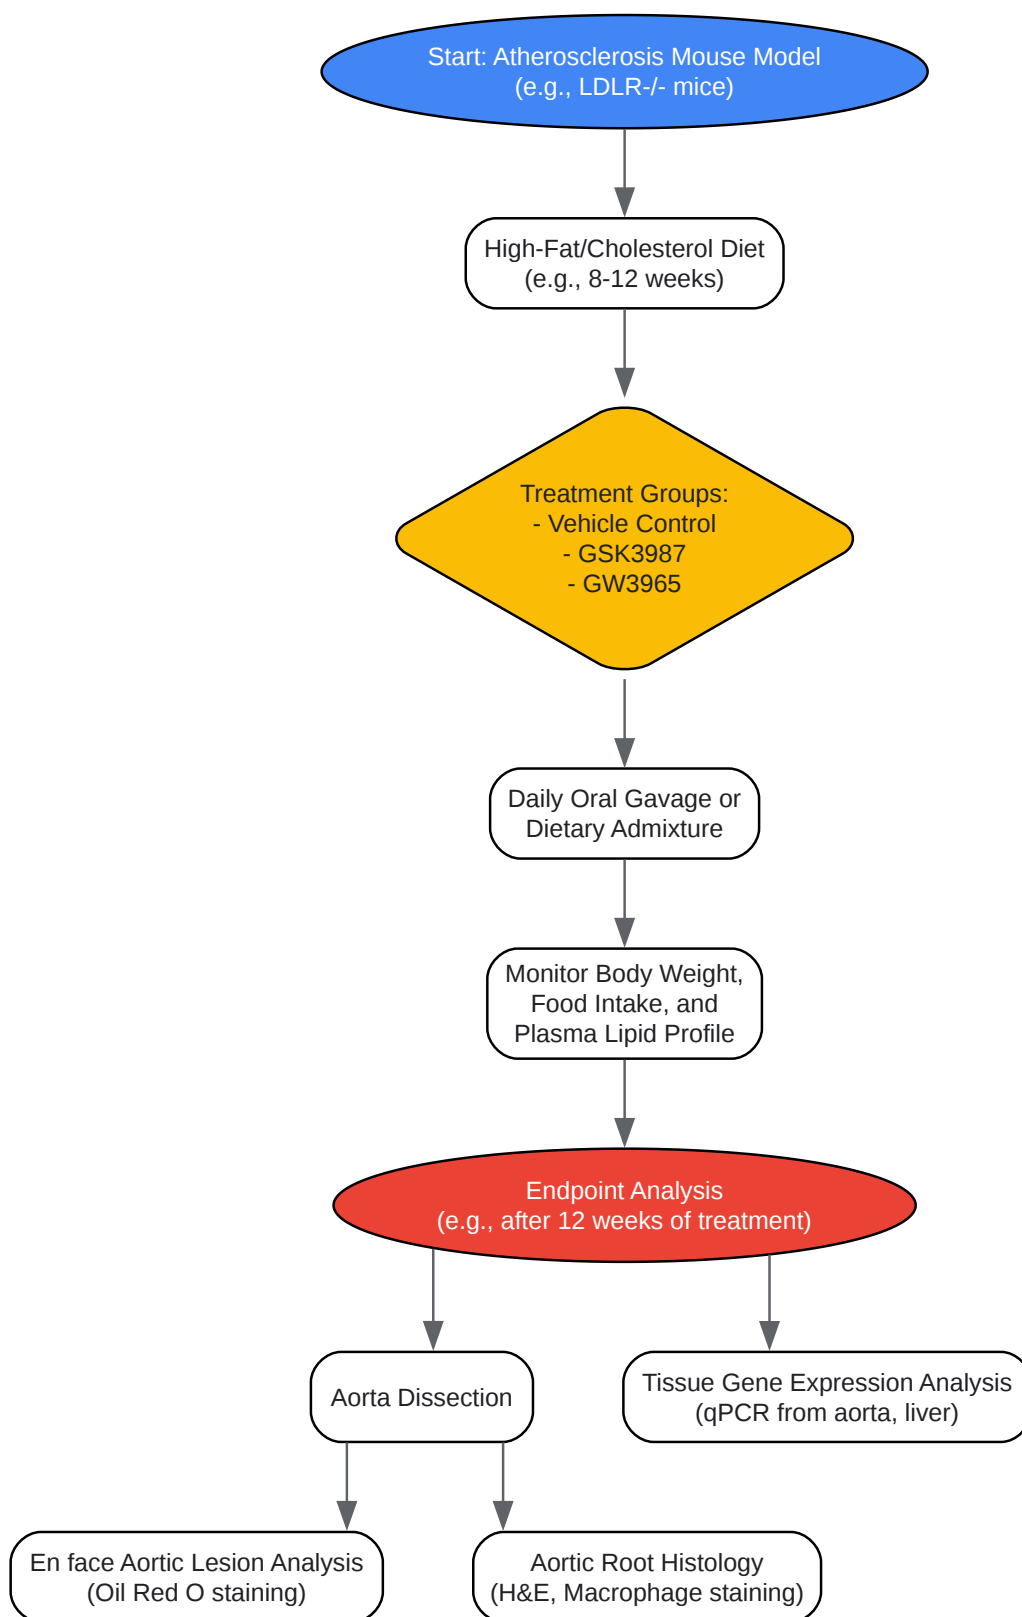 Start: Atherosclerosis Mouse Model
(e.g., LDLR-/- mice)
High-Fat/Cholesterol Diet
(e.g., 8-12 weeks)
Treatment Groups:
- Vehicle Control
- GSK3987
- GW3965
Daily Oral Gavage or
Dietary Admixture
Monitor Body Weight,
Food Intake, and
Plasma Lipid Profile
Endpoint Analysis
(e.g., after 12 weeks of treatment)
Aorta Dissection
Tissue Gene Expression Analysis
(qPCR from aorta, liver)
En face Aortic Lesion Analysis
(Oil Red O staining)
Aortic Root Histology
(H&E, Macrophage staining)